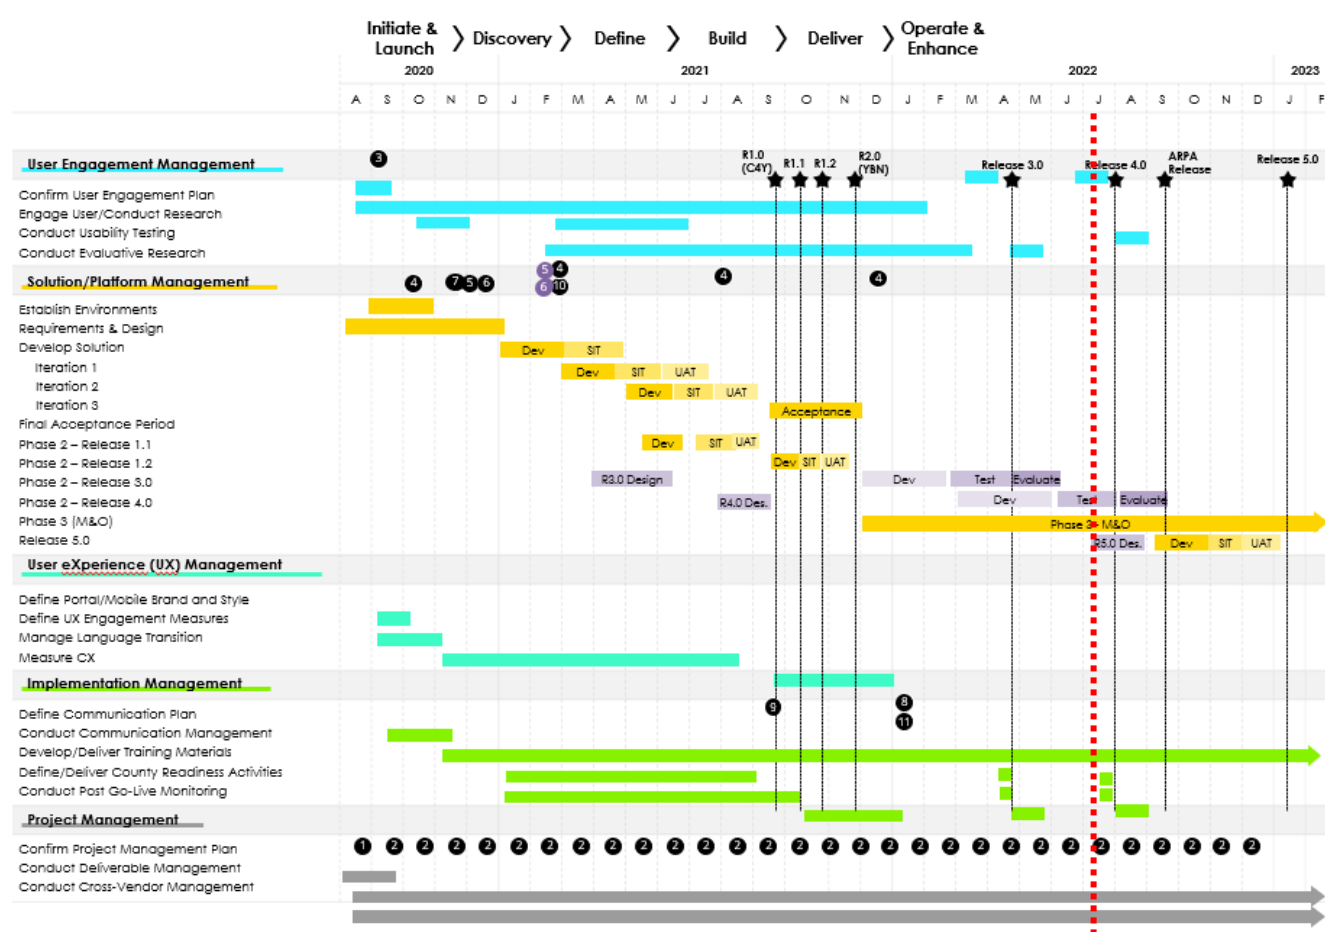 Initiate &
Launch
Discovery
Define
Build
Deliver
Operate &
Enhance
2020
2021
2022
2023
A S O N D J F M A M J J A S O N D J F M A M J J A S O N D J F
User Engagement Management
3
R1.0
(C4Y)
R1.1
R1.2
R2.0
(YBN)
Release 3.0
Release 4.0
ARPA
Release
Release 5.0
Confirm User Engagement Plan
Engage User/Conduct Research
Conduct Usability Testing
Conduct Evaluative Research
Solution/Platform Management
4 7 5 6 5 4 4 4
6 10
Establish Environments
Requirements & Design
Develop Solution
Dev SIT
Iteration 1
Dev SIT UAT
Iteration 2
Dev SIT UAT
Iteration 3
Acceptance
Final Acceptance Period
Phase 2 – Release 1.1
Dev SIT UAT
Phase 2 – Release 1.2
Dev SIT UAT
Phase 2 – Release 3.0
R3.0 Design Dev Test Evaluate
Phase 2 – Release 4.0
R4.0 Des. Dev Test Evaluate
Phase 3 (M&O)
Phase 3 - M&O
Release 5.0
R5.0 Des. Dev SIT UAT
User eXperience (UX) Management
Define Portal/Mobile Brand and Style
Define UX Engagement Measures
Manage Language Transition
Measure CX
Implementation Management
9 8
11
Define Communication Plan
Conduct Communication Management
Develop/Deliver Training Materials
Define/Deliver County Readiness Activities
Conduct Post Go-Live Monitoring
Project Management
Confirm Project Management Plan
1 2 2 2 2 2 2 2 2 2 2 2 2 2 2 2 2 2 2 2 2 2 2 2 2 2 2 2 2 2
Conduct Deliverable Management
Conduct Cross-Vendor Management